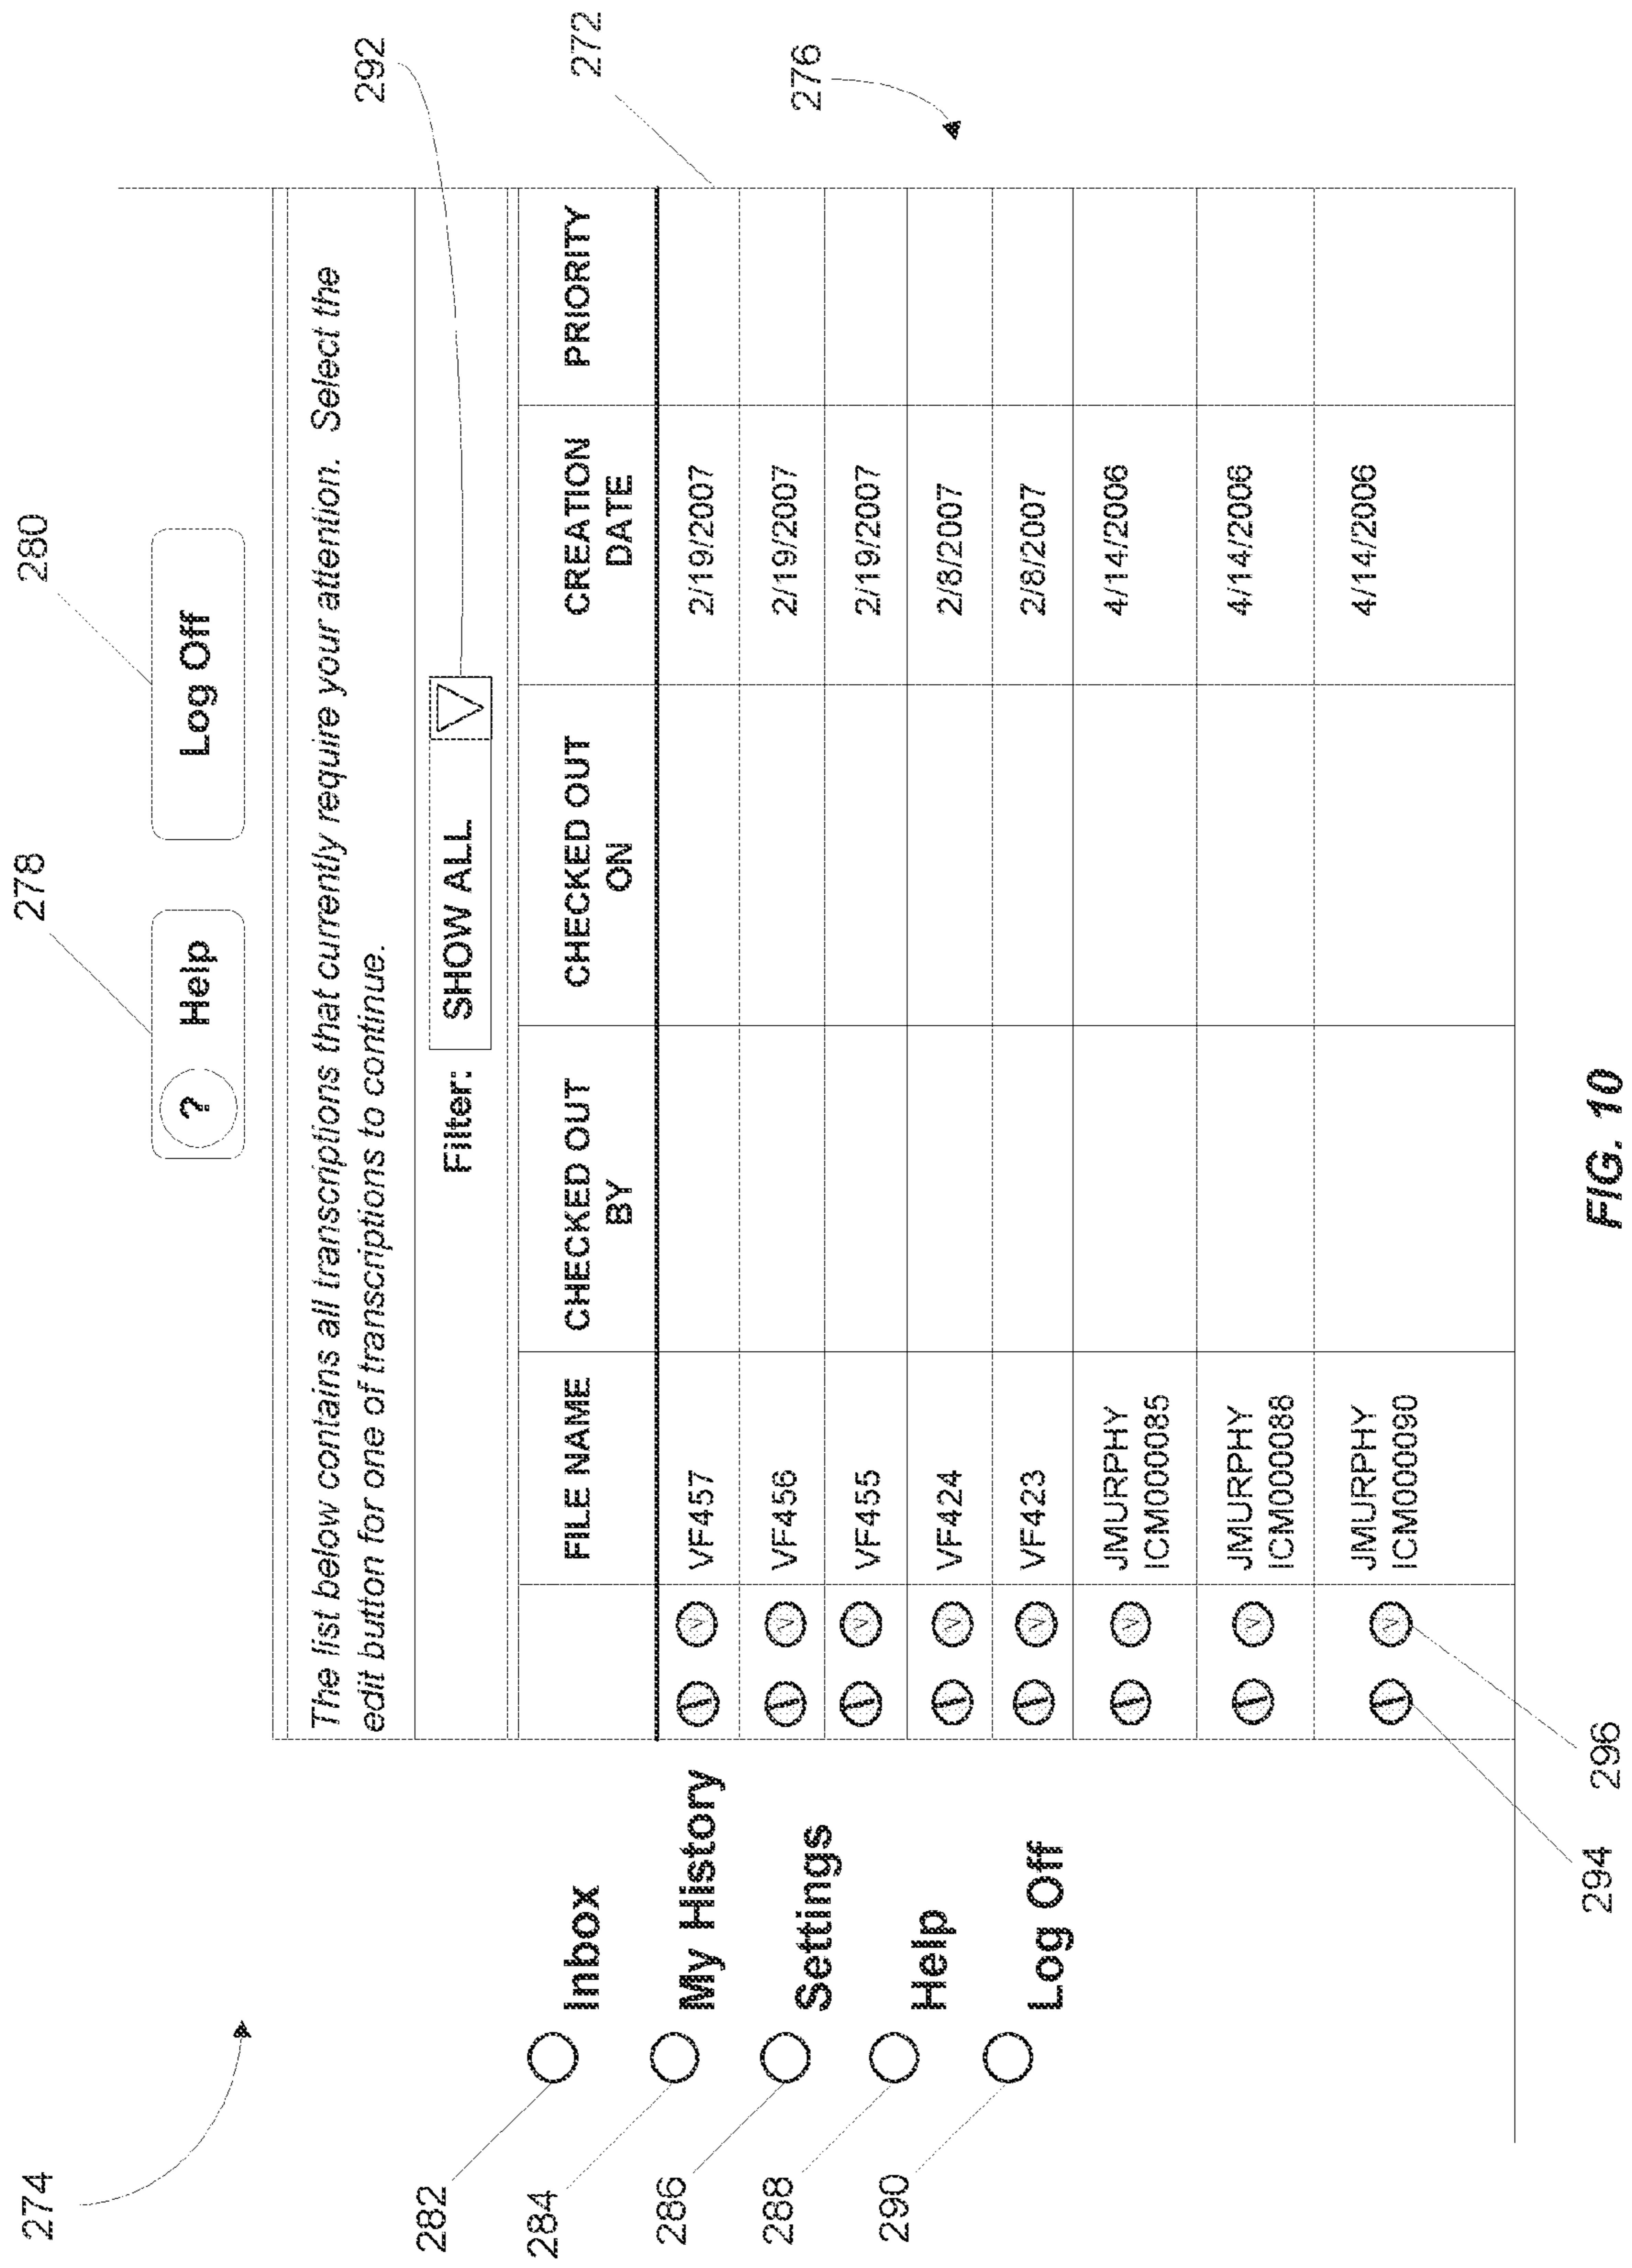 274
278
280
? Help
Log Off
292
272
276
The list below contains all transcriptions that currently require your attention. Select the
edit button for one of transcriptions to continue.
Filter: SHOW ALL
FILE NAME CHECKED OUT BY CHECKED OUT ON CREATION DATE PRIORITY
VF457 2/19/2007
VF456 2/19/2007
VF455 2/19/2007
VF424 2/8/2007
VF423 2/8/2007
JMURPHY 4/14/2006
ICM000085
JMURPHY 4/14/2006
ICM000088
JMURPHY 4/14/2006
ICM000090
V
V
V
V
V
V
V
V
282 Inbox
284 My History
286 Settings
288 Help
290 Log Off
294
296
FIG. 10